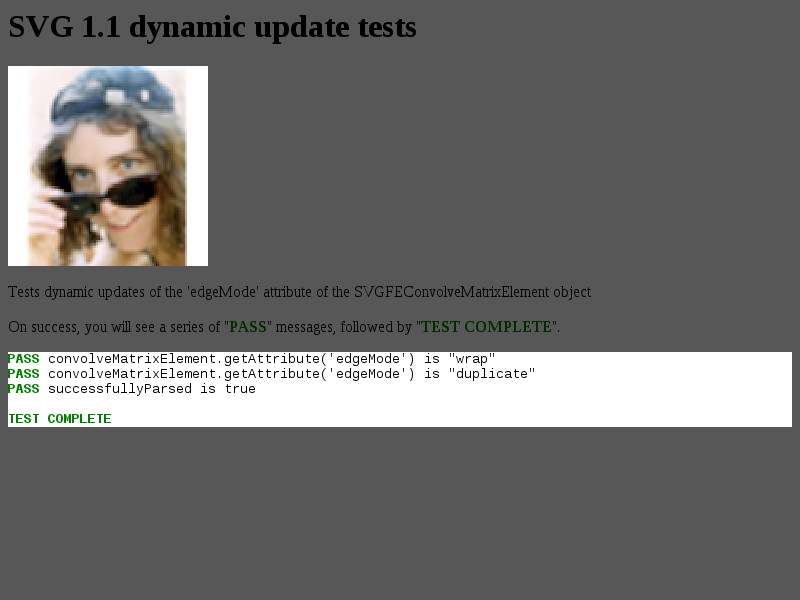 SVG 1.1 dynamic update tests
Tests dynamic updates of the 'edgeMode' attribute of the SVGFEConvolveMatrixElement object
On success, you will see a series of "PASS" messages, followed by "TEST COMPLETE".
PASS convolveMatrixElement.getAttribute('edgeMode') is "wrap"
PASS convolveMatrixElement.getAttribute('edgeMode') is "duplicate"
PASS successfullyParsed is true
TEST COMPLETE